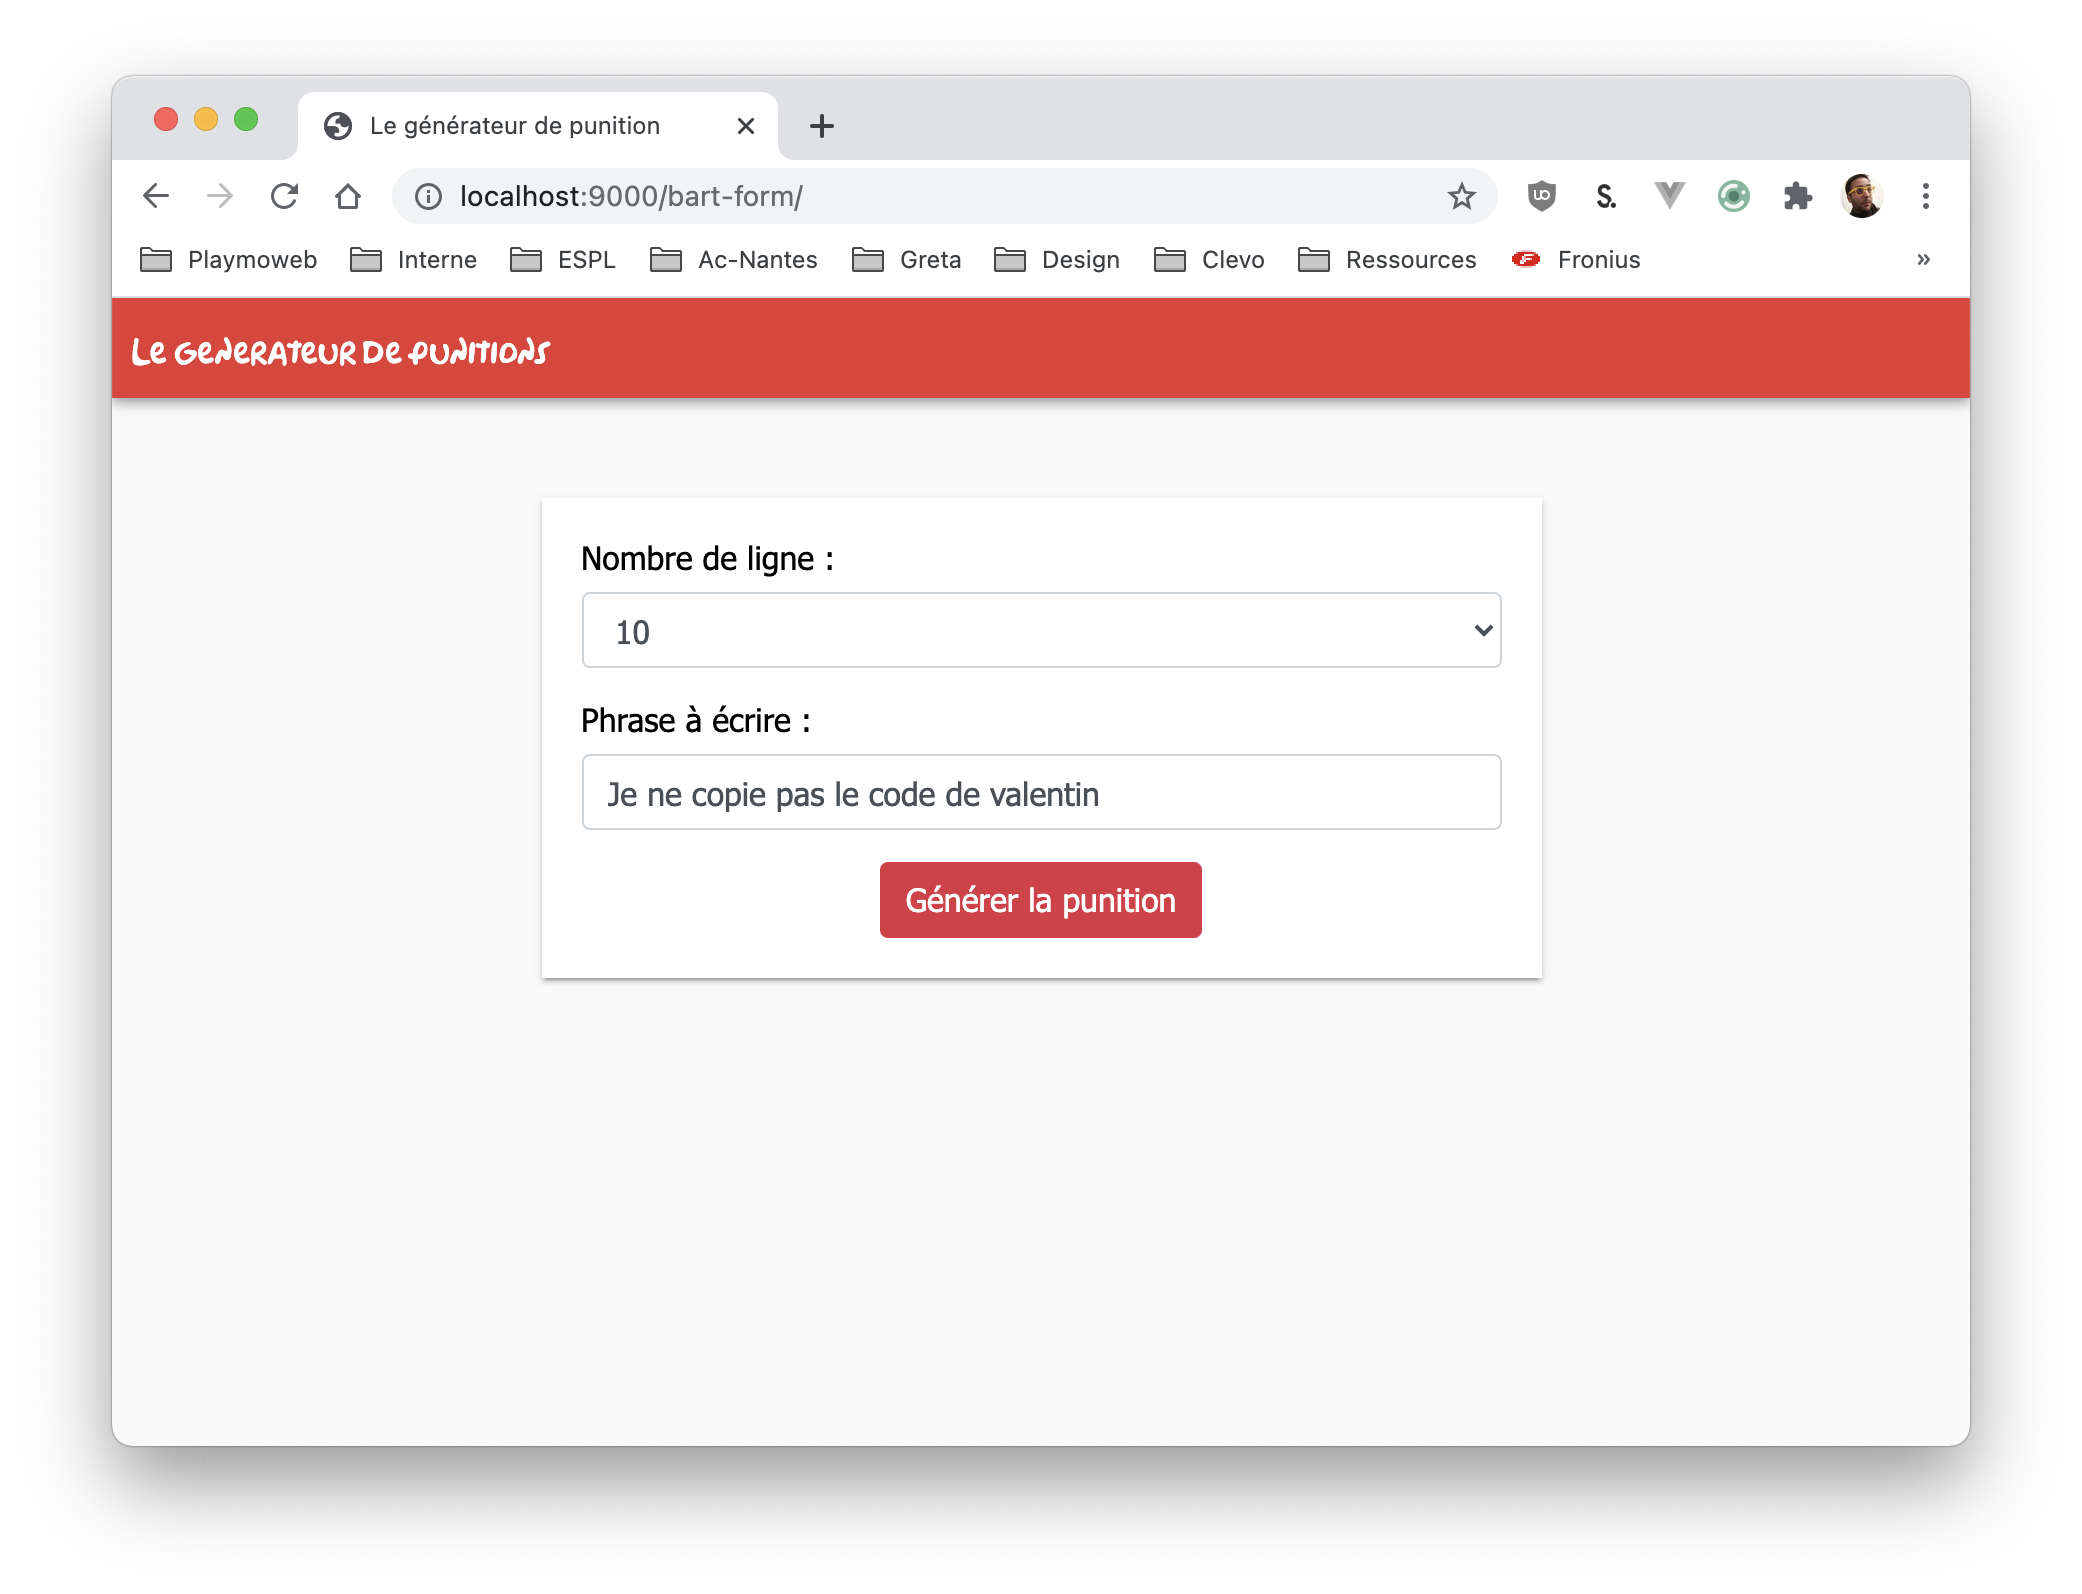 Le générateur de punition
localhost:9000/bart-form/
S.
Playmoweb Interne ESPL Ac-Nantes Greta Design Clevo Ressources Fronius »
Le GENERATEUR De PUNITIONS
Nombre de ligne :
10
Phrase à écrire :
Je ne copie pas le code de valentin
Générer la punition